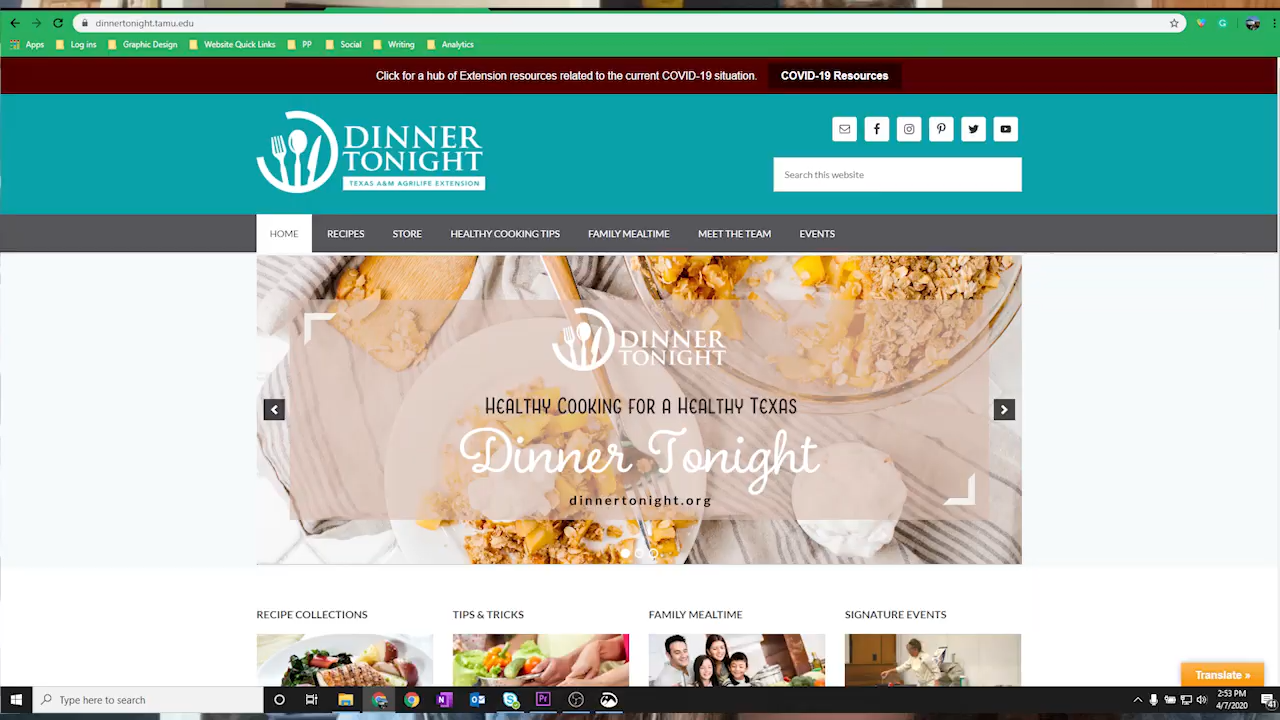 dinnertonight.tamu.edu
Apps Log ins Graphic Design Website Quick Links PP Social Writing Analytics
Click for a hub of Extension resources related to the current COVID-19 situation. COVID-19 Resources
DINNER
TONIGHT
TEXAS A&M AGRILIFE EXTENSION
Search this website
HOME RECIPES STORE HEALTHY COOKING TIPS FAMILY MEALTIME MEET THE TEAM EVENTS
DINNER
TONIGHT
HEALTHY COOKING FOR A HEALTHY TEXAS
Dinner Tonight
dinnertonight.org
RECIPE COLLECTIONS TIPS & TRICKS FAMILY MEALTIME SIGNATURE EVENTS
Translate »
Type here to search
2:53 PM
4/7/2020
41